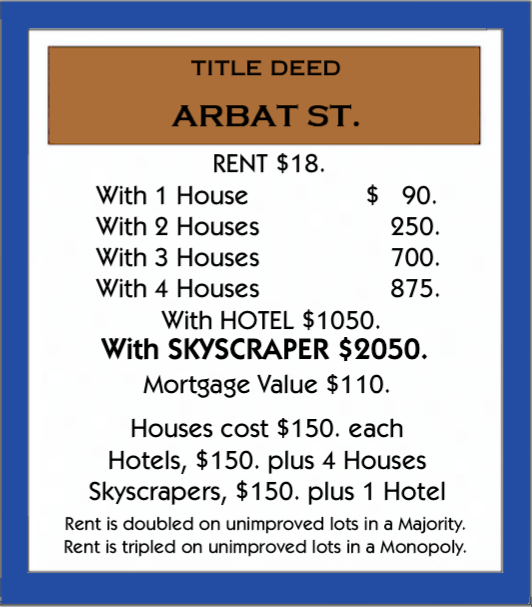 TITLE DEED
ARBAT ST.
RENT $18.
With 1 House $ 90.
With 2 Houses 250.
With 3 Houses 700.
With 4 Houses 875.
With HOTEL $1050.
With SKYSCRAPER $2050.
Mortgage Value $110.
Houses cost $150. each
Hotels, $150. plus 4 Houses
Skyscrapers, $150. plus 1 Hotel
Rent is doubled on unimproved lots in a Majority.
Rent is tripled on unimproved lots in a Monopoly.